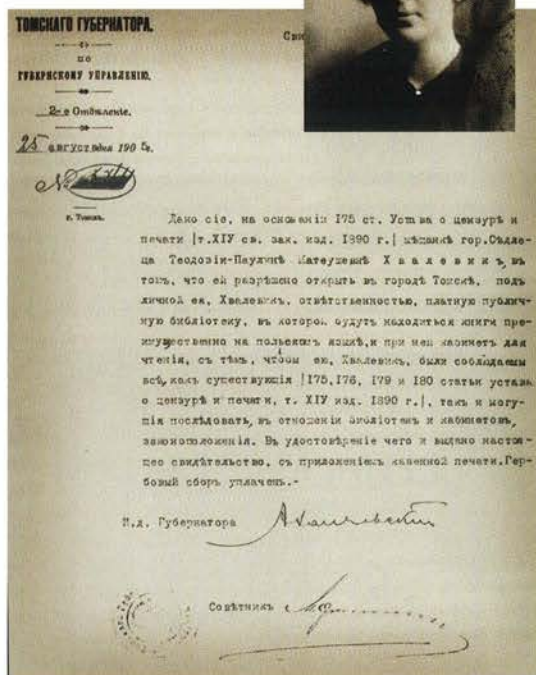 ТОМСКАГО ГУБЕРНАТОРА.
по
ГУБЕРНСКОМУ УПРАВЛЕНІЮ.
2-е Отдѣленіе.
25 августа дня 190 г.
№
г. Томскъ.
Дано сіе, на основаніи 175 ст. Устава о цензурѣ и
печати |т.XIV св. зак. изд. 1890 г.| мѣщанкѣ гор.Сѣдле-
ца Теодозіи-Паулинѣ Матеушевнѣ Хвалевикъ, въ
томъ, что ей разрѣшено открыть въ городѣ Томскѣ, подъ
личной ея, Хвалевикъ, отвѣтственностью, платную публич-
ную библіотеку, въ которой будутъ находиться книги пре-
имущественно на польскомъ языкѣ,и при ней кабинетъ для
чтенія, съ тѣмъ, чтобы ею, Хвалевикъ, были соблюдаемы
всѣ,какъ существующія |175,176, 179 и 180 статьи устава
о цензурѣ и печати, т. XIV изд. 1890 г.|, такъ и могу-
щія послѣдовать, въ отношеніи библіотекъ и кабинетовъ,
законоположенія. Въ удостовѣреніе чего и выдано настоя-
щее свидѣтельство, съ приложеніемъ казенной печати.Гер-
бовый сборъ уплаченъ.-
И.д. Губернатора
Совѣтникъ